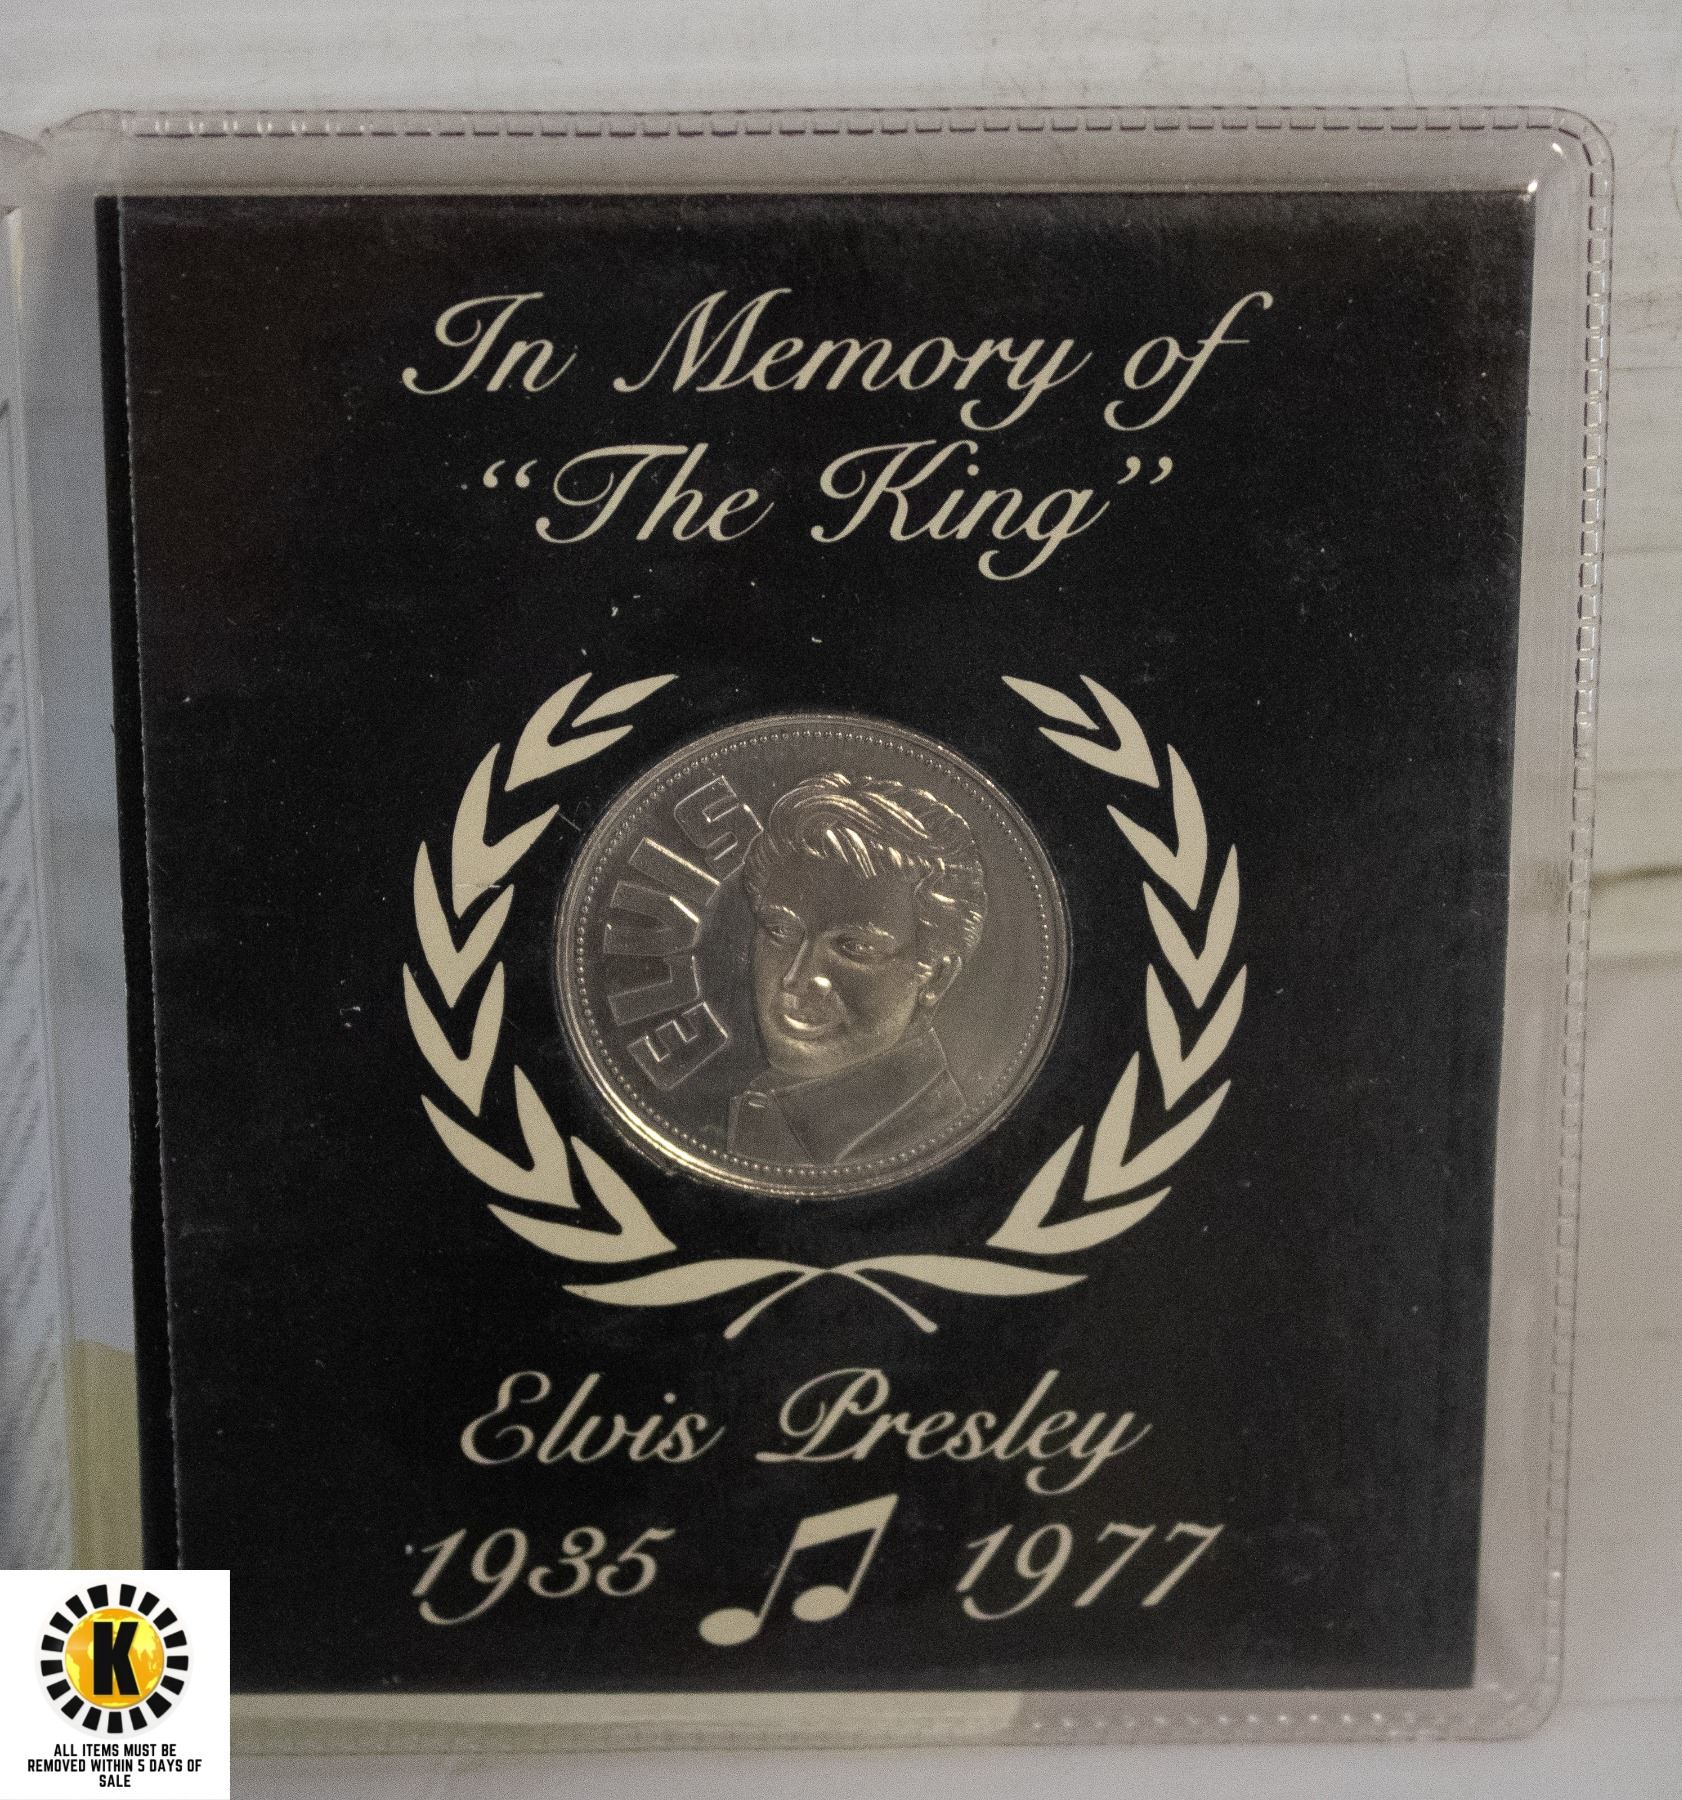 In Memory of
“The King”
ELVIS
Elvis Presley
1935 1977
K
ALL ITEMS MUST BE
REMOVED WITHIN 5 DAYS OF
SALE